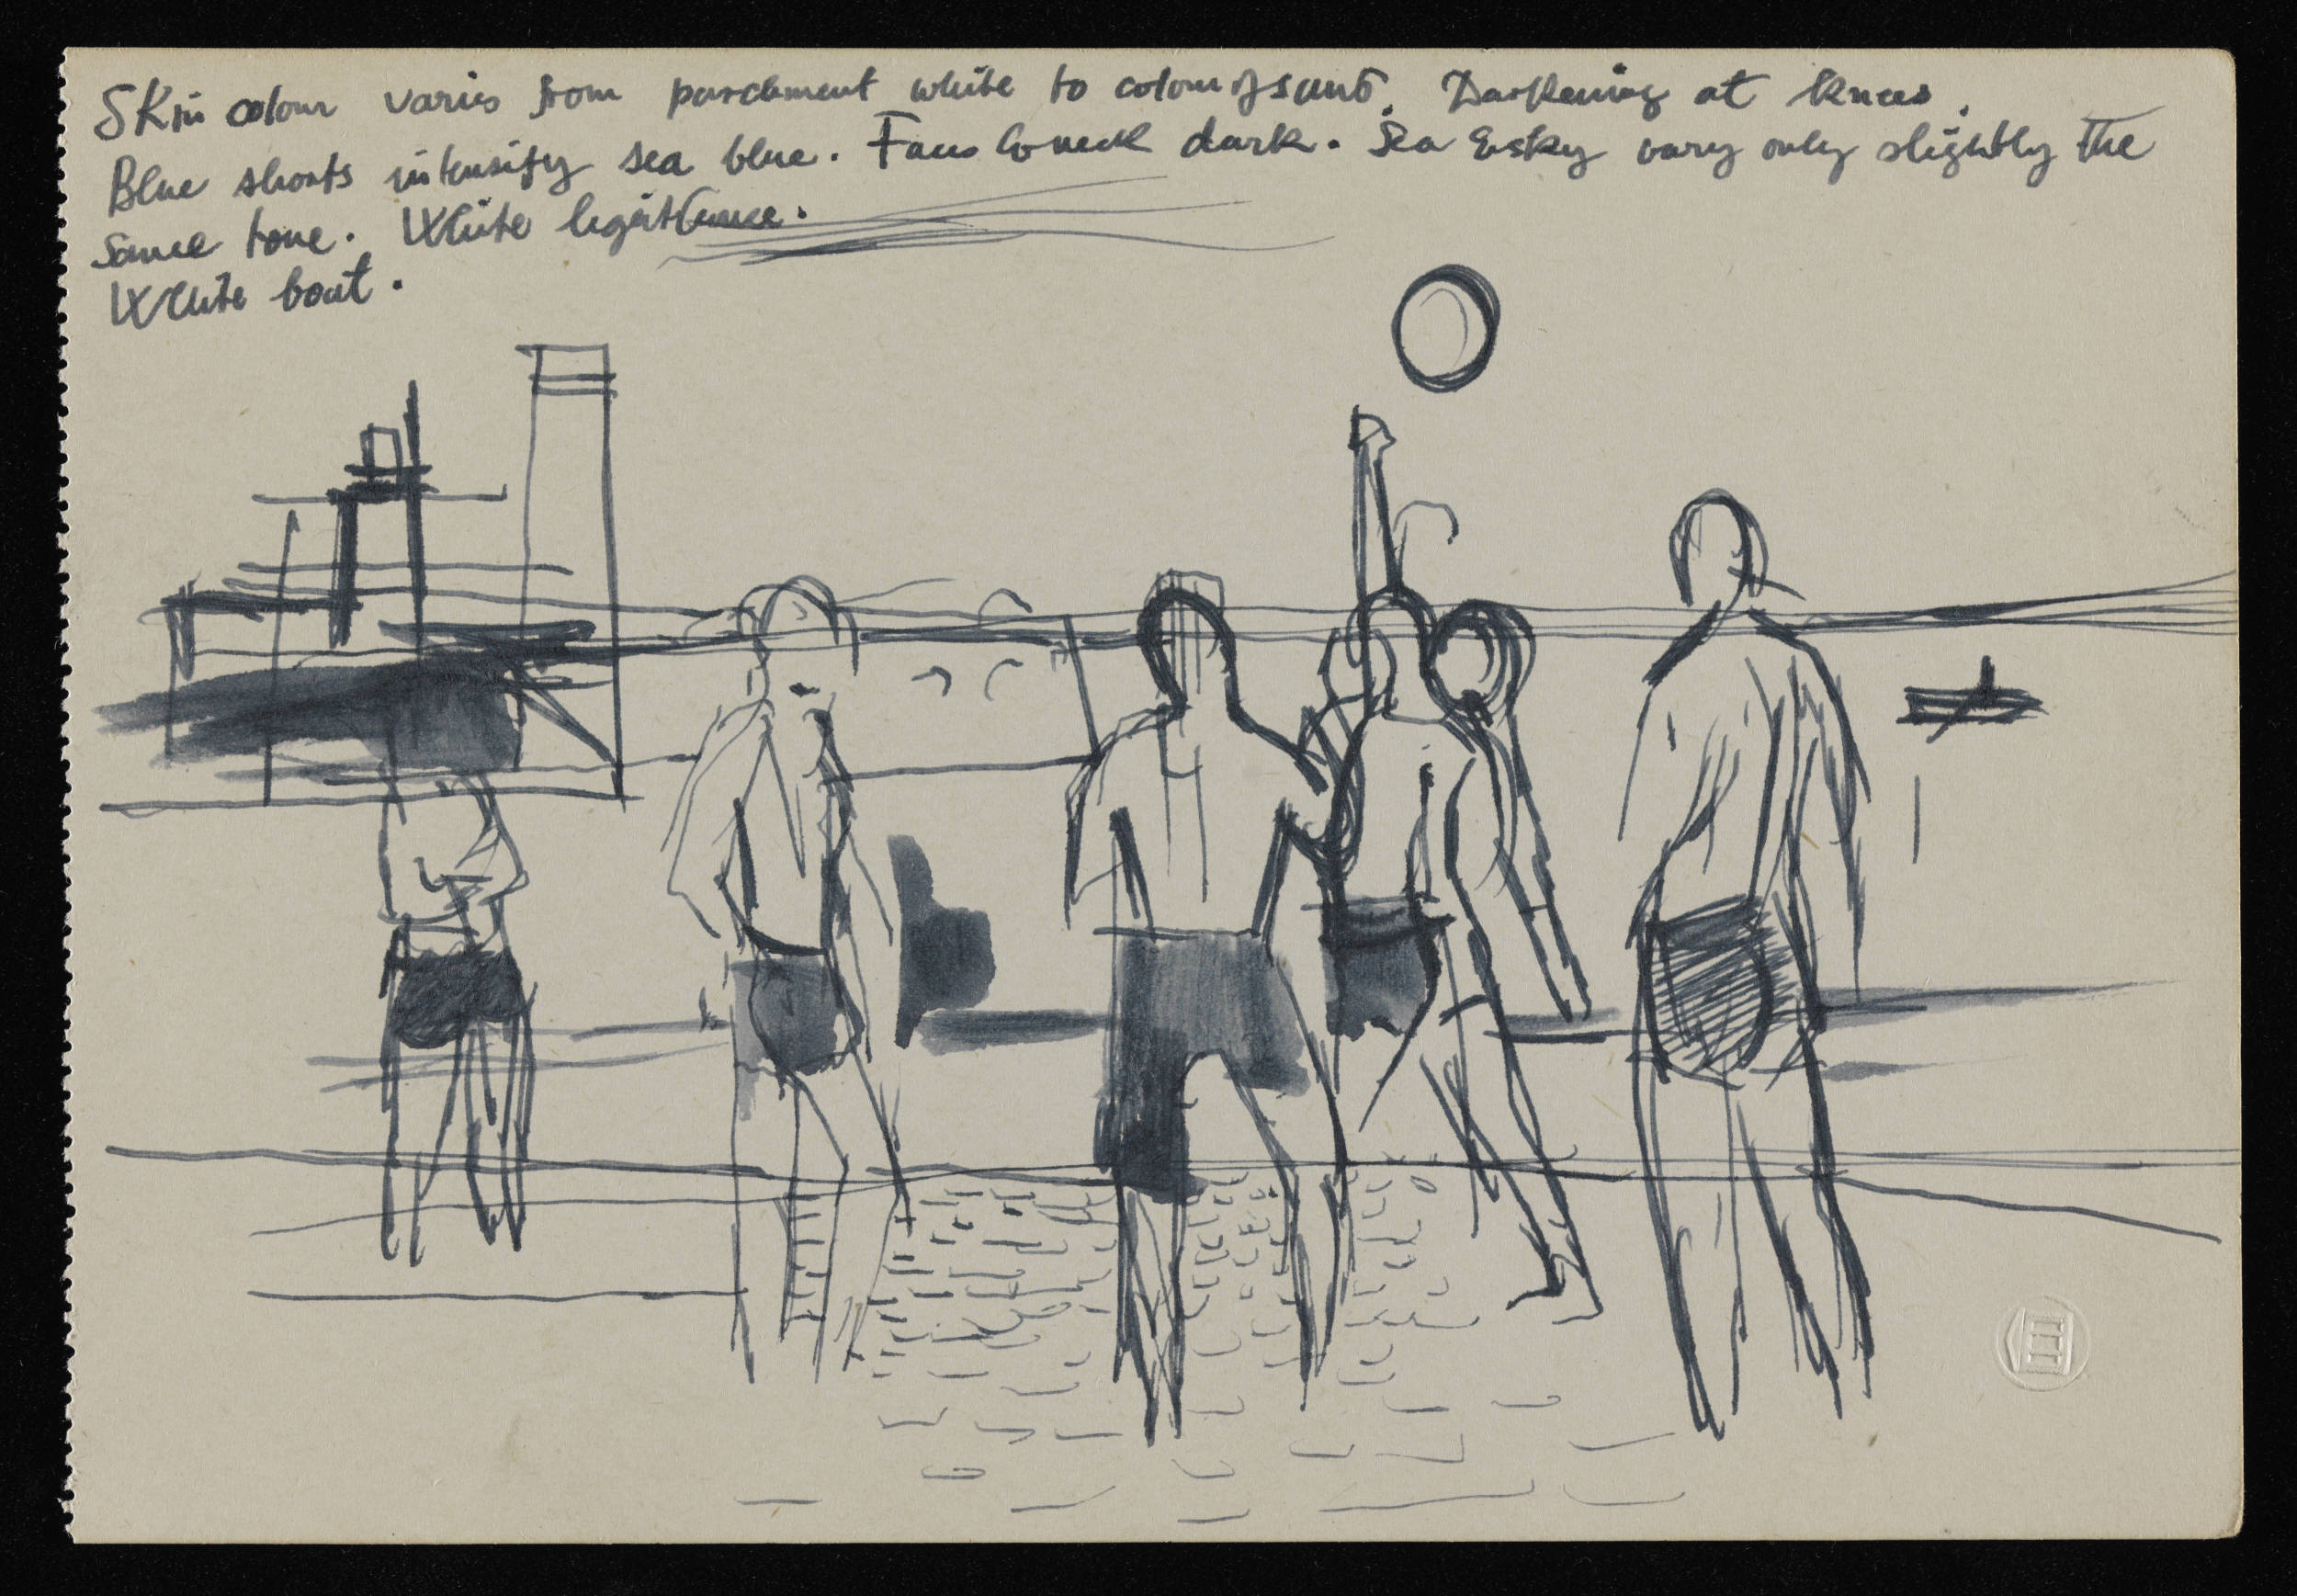 Skin colour varies from parchment white to colour of sand. Darkening at knees.
Blue shorts intensify sea blue. Faces & neck dark. Sea & sky vary only slightly the
same tone. White lighthouse.
White boat.